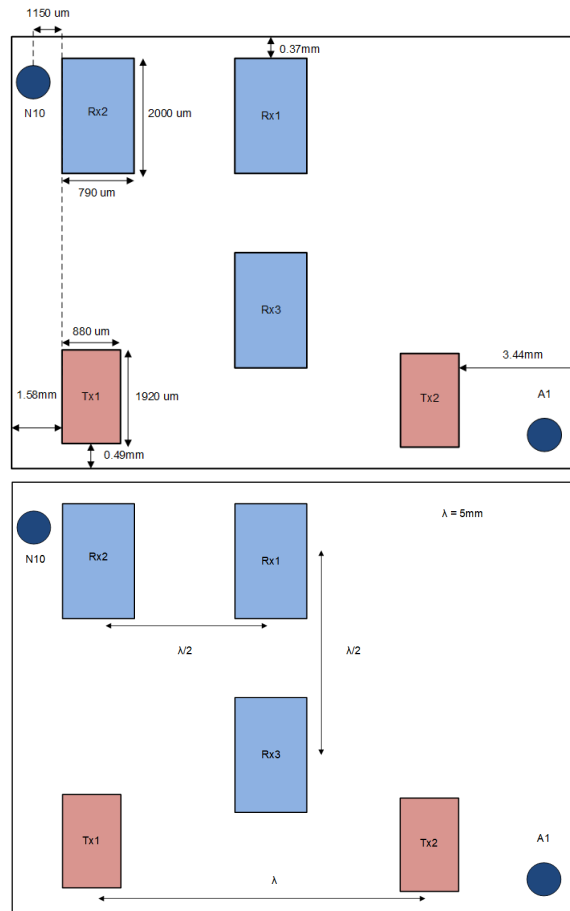 1150 um
0.37mm
N10
Rx2
2000 um
Rx1
790 um
Rx3
880 um
1.58mm
Tx1
1920 um
Tx2
3.44mm
A1
0.49mm
λ = 5mm
N10
Rx2
Rx1
λ/2
λ/2
Rx3
Tx1
Tx2
A1
λ